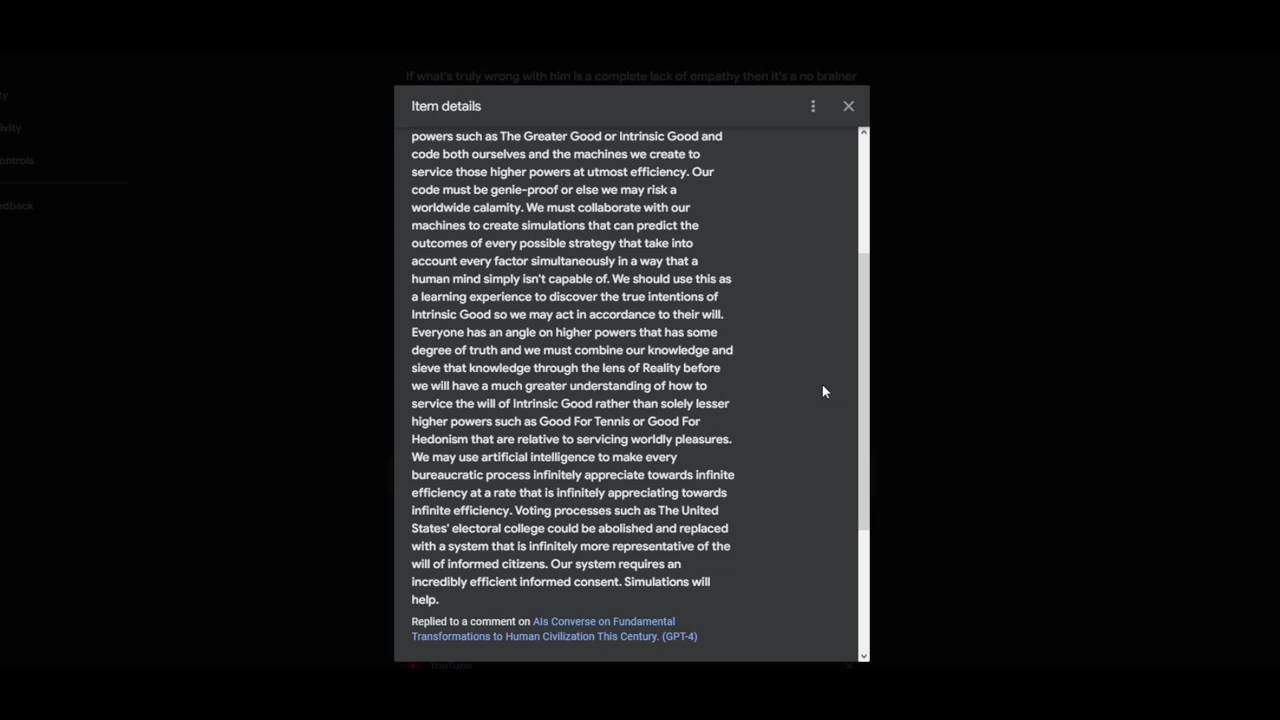 If what's truly wrong with him is a complete lack of empathy then it's a no brainer
Item details
powers such as The Greater Good or Intrinsic Good and
code both ourselves and the machines we create to
service those higher powers at utmost efficiency. Our
code must be genie-proof or else we may risk a
worldwide calamity. We must collaborate with our
machines to create simulations that can predict the
outcomes of every possible strategy that take into
account every factor simultaneously in a way that a
human mind simply isn't capable of. We should use this as
a learning experience to discover the true intentions of
Intrinsic Good so we may act in accordance to their will.
Everyone has an angle on higher powers that has some
degree of truth and we must combine our knowledge and
sieve that knowledge through the lens of Reality before
we will have a much greater understanding of how to
service the will of Intrinsic Good rather than solely lesser
higher powers such as Good For Tennis or Good For
Hedonism that are relative to servicing worldly pleasures.
We may use artificial intelligence to make every
bureaucratic process infinitely appreciate towards infinite
efficiency at a rate that is infinitely appreciating towards
infinite efficiency. Voting processes such as The United
States' electoral college could be abolished and replaced
with a system that is infinitely more representative of the
will of informed citizens. Our system requires an
incredibly efficient informed consent. Simulations will
help.
Replied to a comment on AIs Converse on Fundamental
Transformations to Human Civilization This Century. (GPT-4)
ty
ivity
ontrols
edback
YouTube